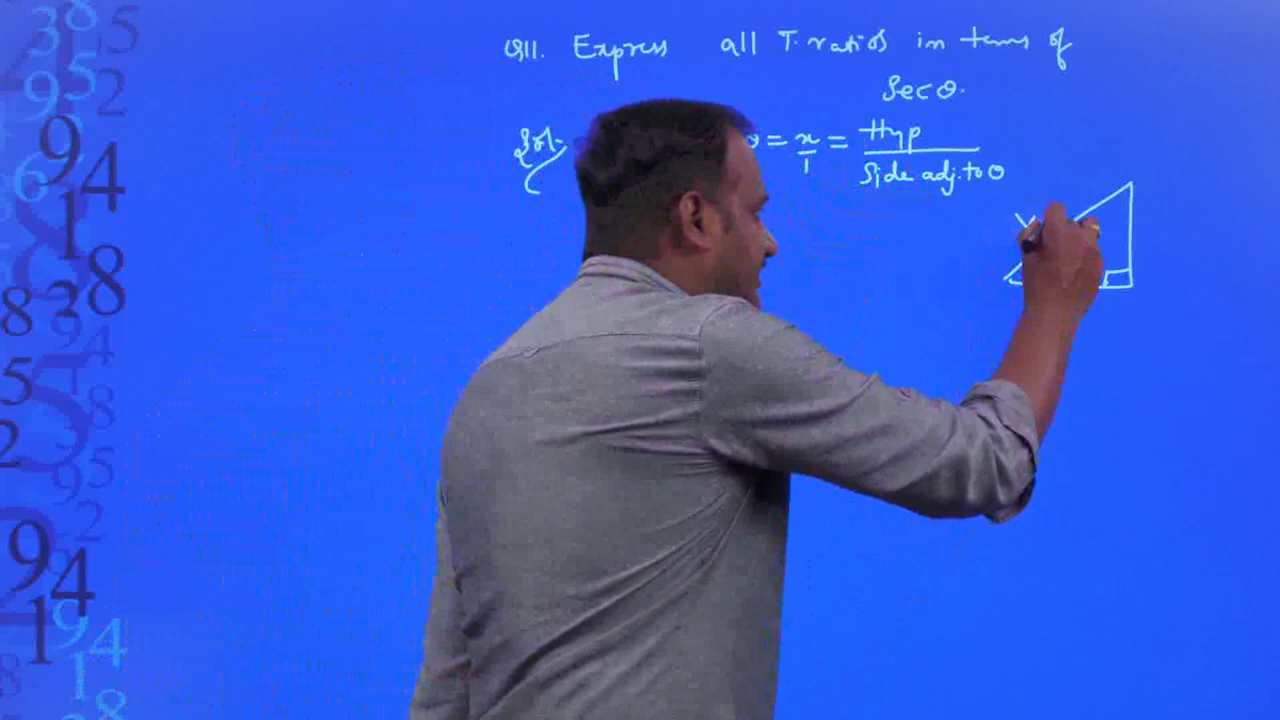 Q11. Express all T-ratios in terms of
Secθ.
Sol:- θ = x/1 = Hyp/Side adj. to θ
x